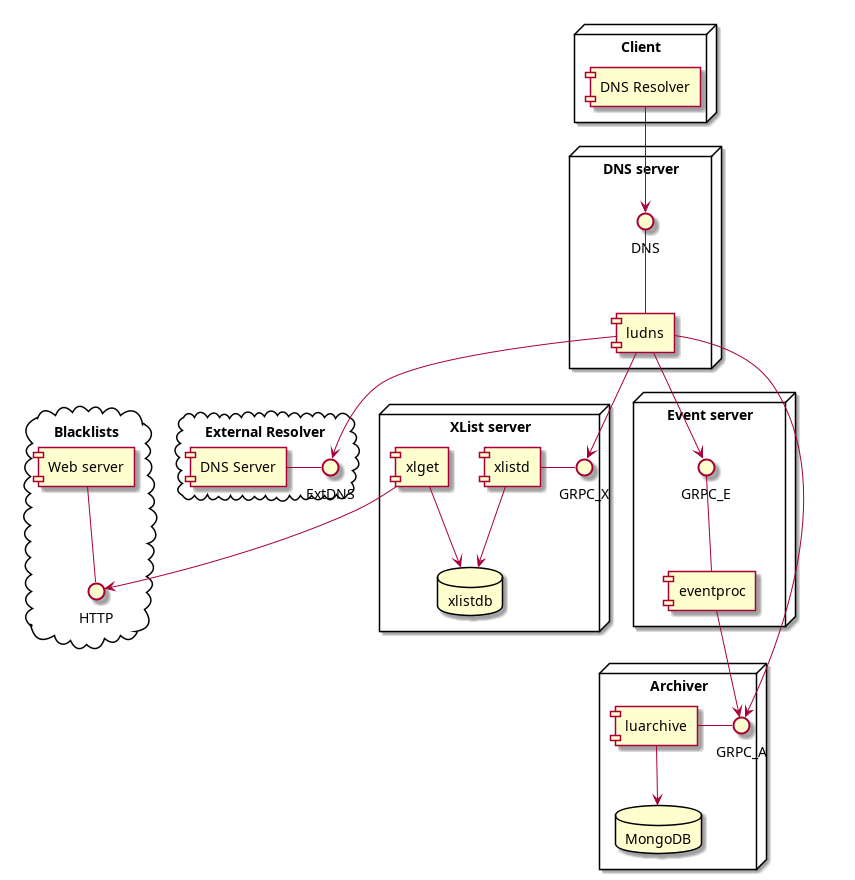 Client
DNS Resolver
DNS server
DNS
ludns
Blacklists
Web server
HTTP
External Resolver
DNS Server
ExtDNS
XList server
xlget
xlistd
GRPC_X
xlistdb
Event server
GRPC_E
eventproc
Archiver
luarchive
GRPC_A
MongoDB